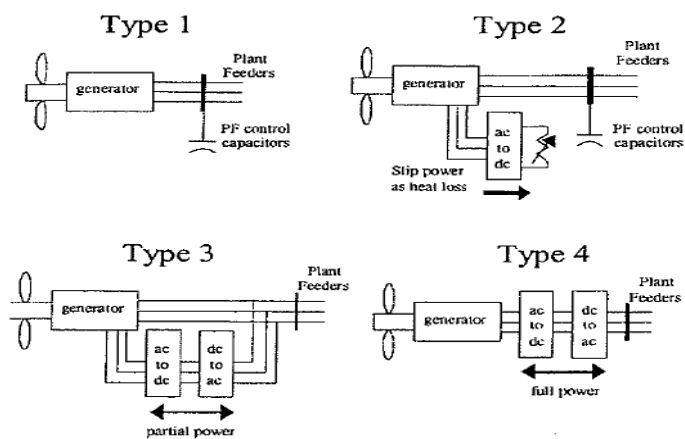 Type 1
Plant
Feeders
generator
PF control
capacitors
Type 2
Plant
Feeders
generator
ac
to
dc
PF control
capacitors
Slip power
as heat loss
Type 3
Plant
Feeders
generator
ac
to
dc
dc
to
ac
partial power
Type 4
Plant
Feeders
generator
ac
to
dc
dc
to
ac
full power